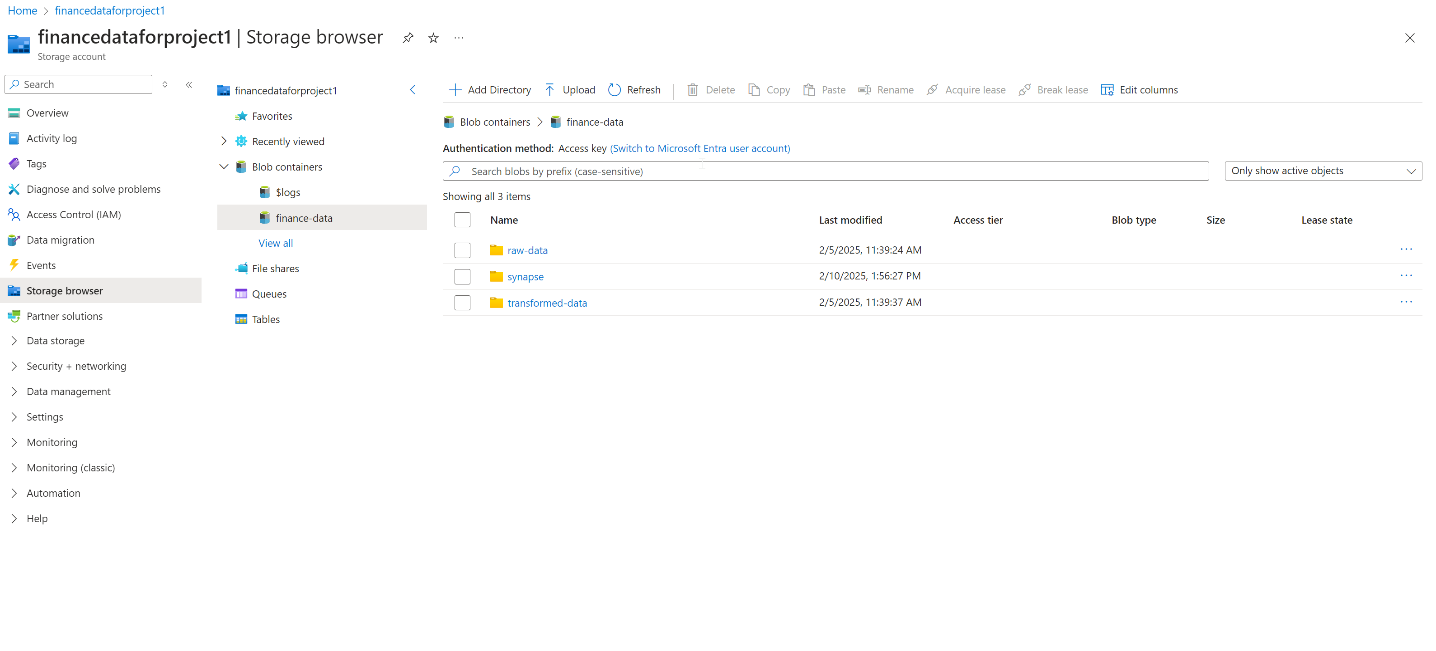 Home > financedataforproject1
financedataforproject1 | Storage browser
Storage account
Search
Overview
Activity log
Tags
Diagnose and solve problems
Access Control (IAM)
Data migration
Events
Storage browser
Partner solutions
Data storage
Security + networking
Data management
Settings
Monitoring
Monitoring (classic)
Automation
Help
financedataforproject1
Favorites
Recently viewed
Blob containers
$logs
finance-data
View all
File shares
Queues
Tables
Add Directory Upload Refresh Delete Copy Paste Rename Acquire lease Break lease Edit columns
Blob containers > finance-data
Authentication method: Access key (Switch to Microsoft Entra user account)
Search blobs by prefix (case-sensitive) Only show active objects
Showing all 3 items
Name Last modified Access tier Blob type Size Lease state
raw-data 2/5/2025, 11:39:24 AM
synapse 2/10/2025, 1:56:27 PM
transformed-data 2/5/2025, 11:39:37 AM